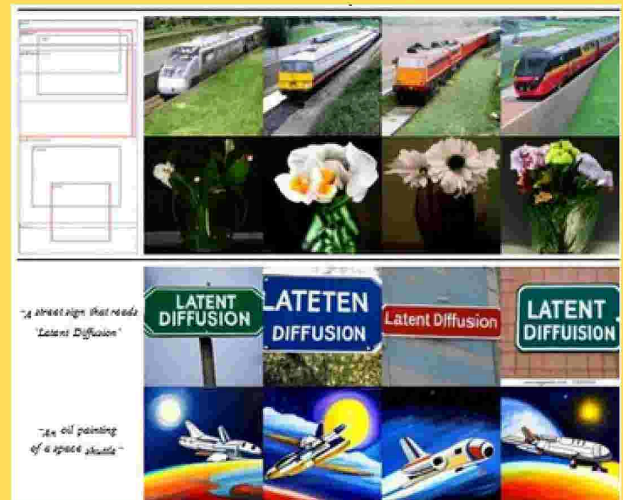 "A street sign that reads
"Latent Diffusion"
LATENT
DIFFUSION
LATETEN
DIFFUSION
Latent Diffusion
LATENT
DIFFUISION
"An oil painting
of a space shuttle"